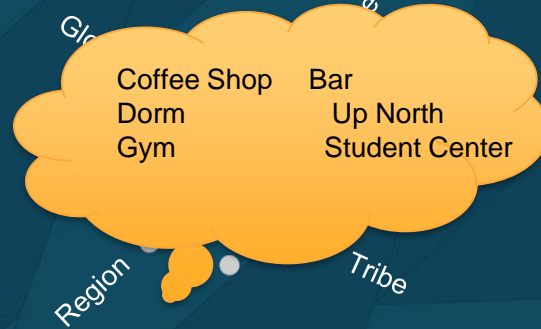 Coffee Shop Bar
Dorm Up North
Gym Student Center
Tribe
Region